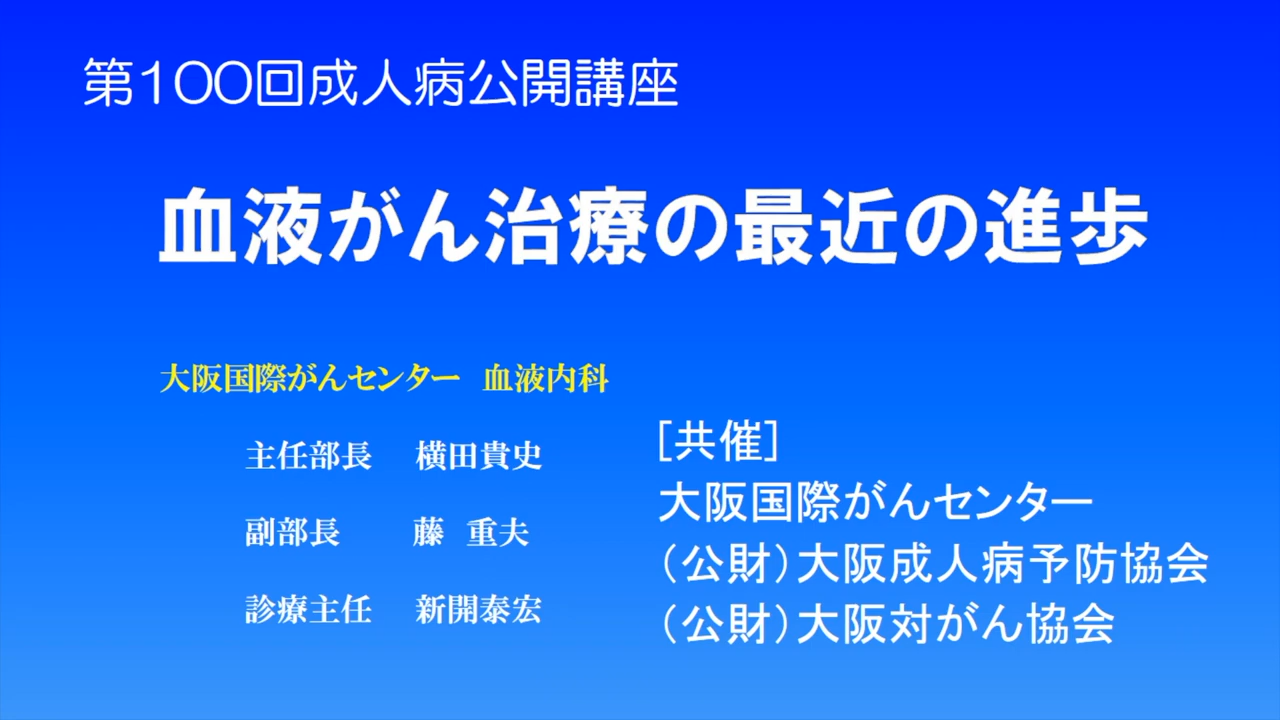 第100回成人病公開講座
血液がん治療の最近の進歩
大阪国際がんセンター 血液内科
主任部長 横田貴史
副部長 藤 重夫
診療主任 新開泰宏
[共催]
大阪国際がんセンター
（公財）大阪成人病予防協会
（公財）大阪対がん協会